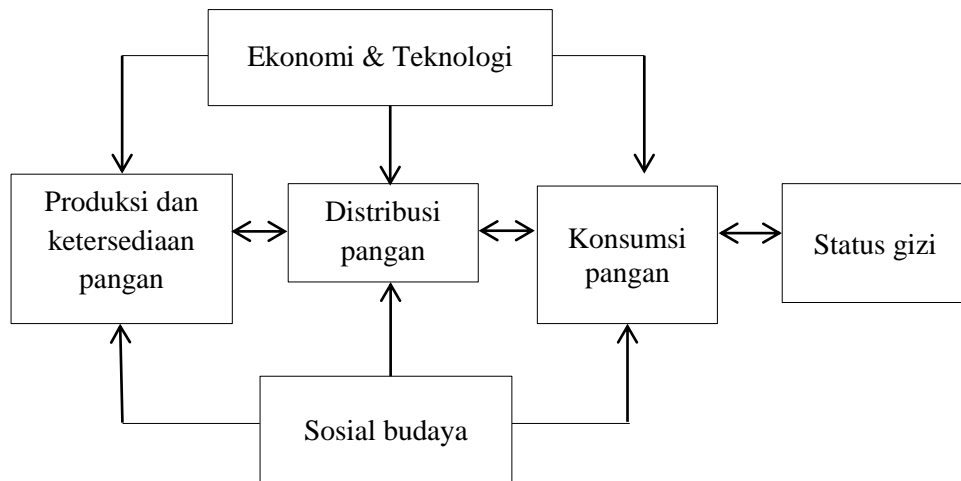 Ekonomi & Teknologi
Produksi dan
ketersediaan
pangan
Distribusi
pangan
Konsumsi
pangan
Status gizi
Sosial budaya